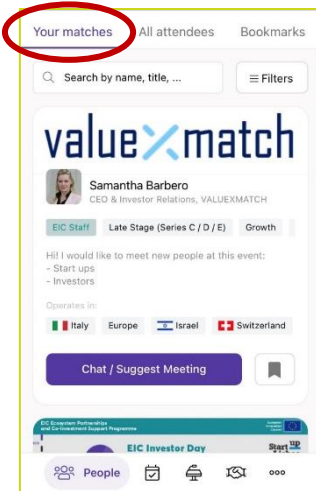 Your matches All attendees Bookmarks
Search by name, title, ... Filters
valuexmatch
Samantha Barbero
CEO & Investor Relations, VALUEXMATCH
EIC Staff Late Stage (Series C / D / E) Growth
Hi! I would like to meet new people at this event:
- Start ups
- Investors
Operates in:
Italy Europe Israel Switzerland
Chat / Suggest Meeting
EIC Ecosystem Partnerships
and Co-Investment Support Programme
EIC Investor Day
Start up
People